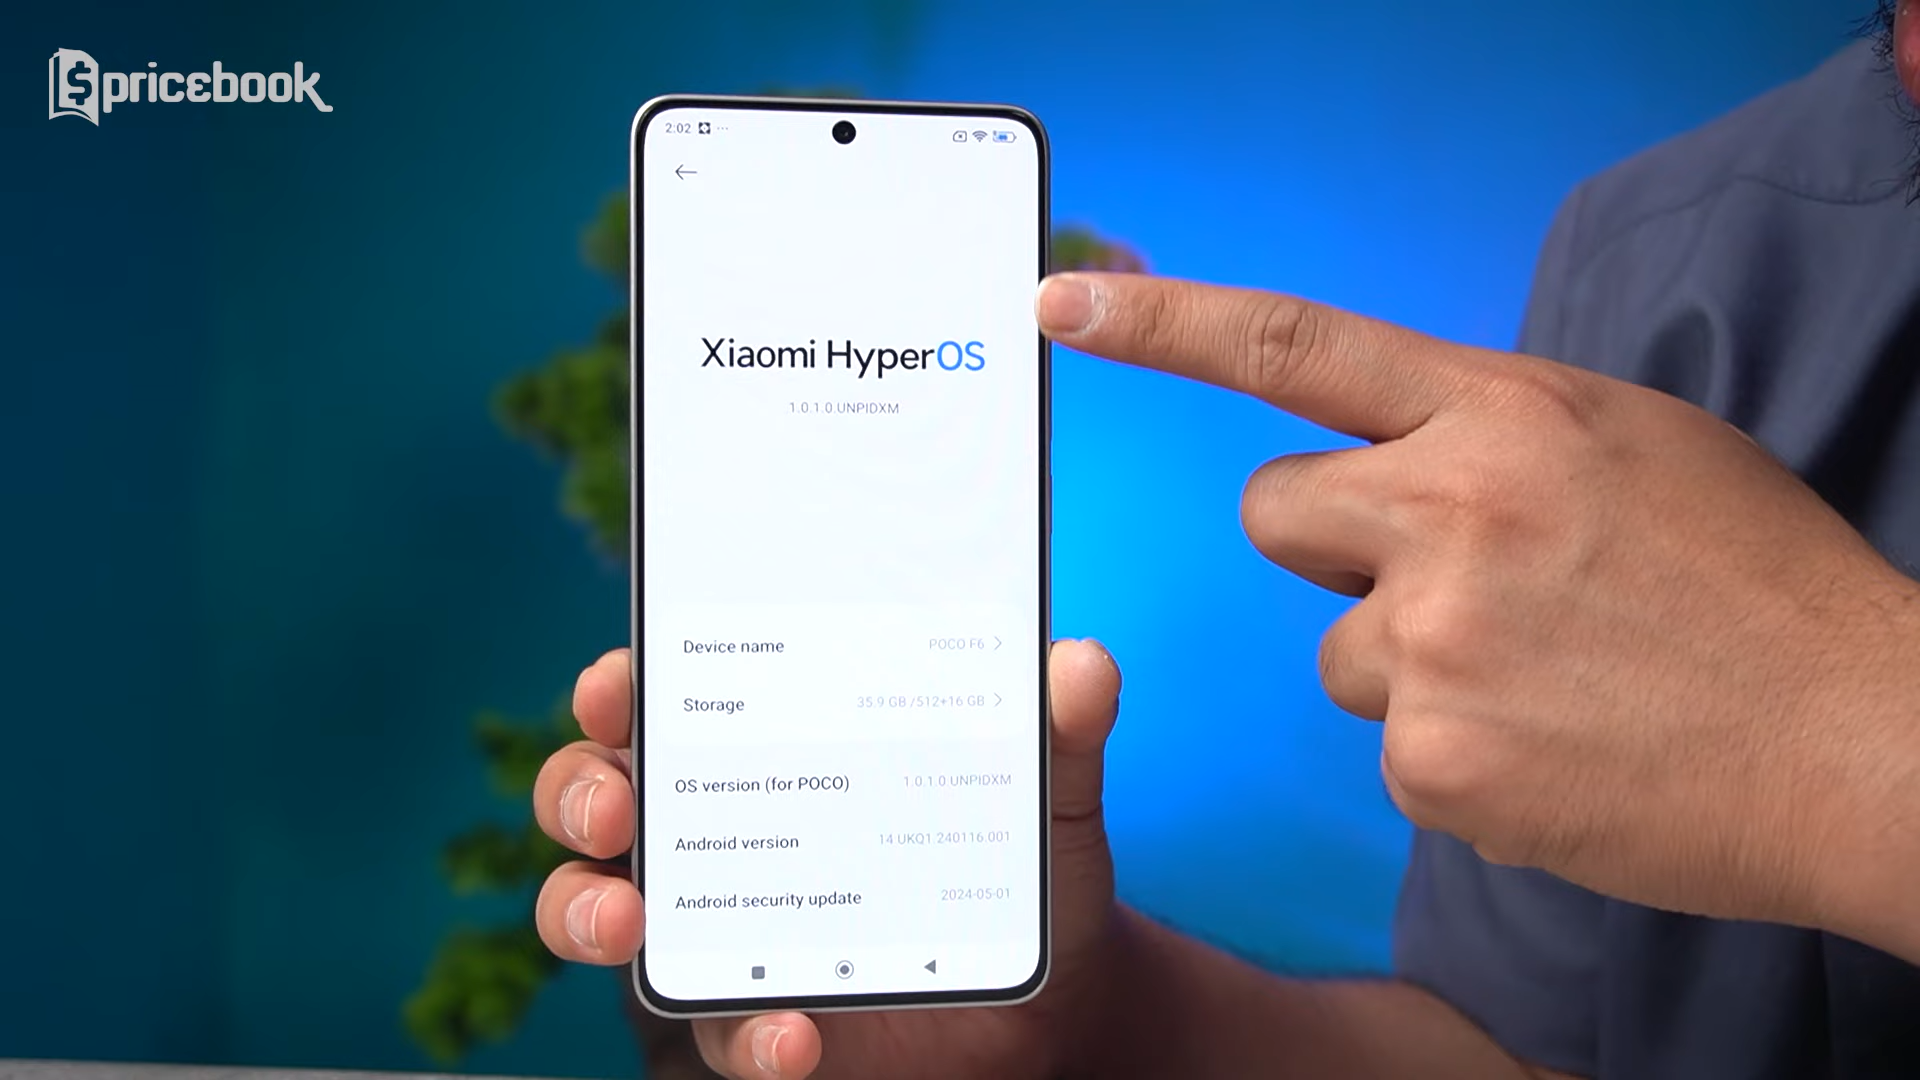 pricebook
2:02
Xiaomi HyperOS
1.0.1.0.UNPIDXM
Device name POCO F6
Storage 35.9 GB /512+16 GB
OS version (for POCO) 1.0.1.0.UNPIDXM
Android version 14 UKQ1.240116.001
Android security update 2024-05-01